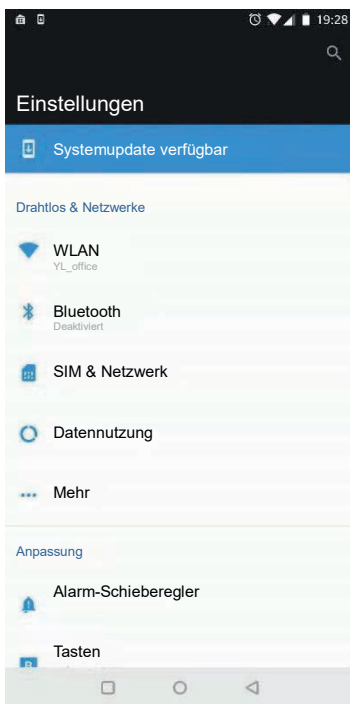 19:28
Einstellungen
Systemupdate verfügbar
Drahtlos & Netzwerke
WLAN
YL_office
Bluetooth
Deaktiviert
SIM & Netzwerk
Datennutzung
Mehr
Anpassung
Alarm-Schieberegler
Tasten